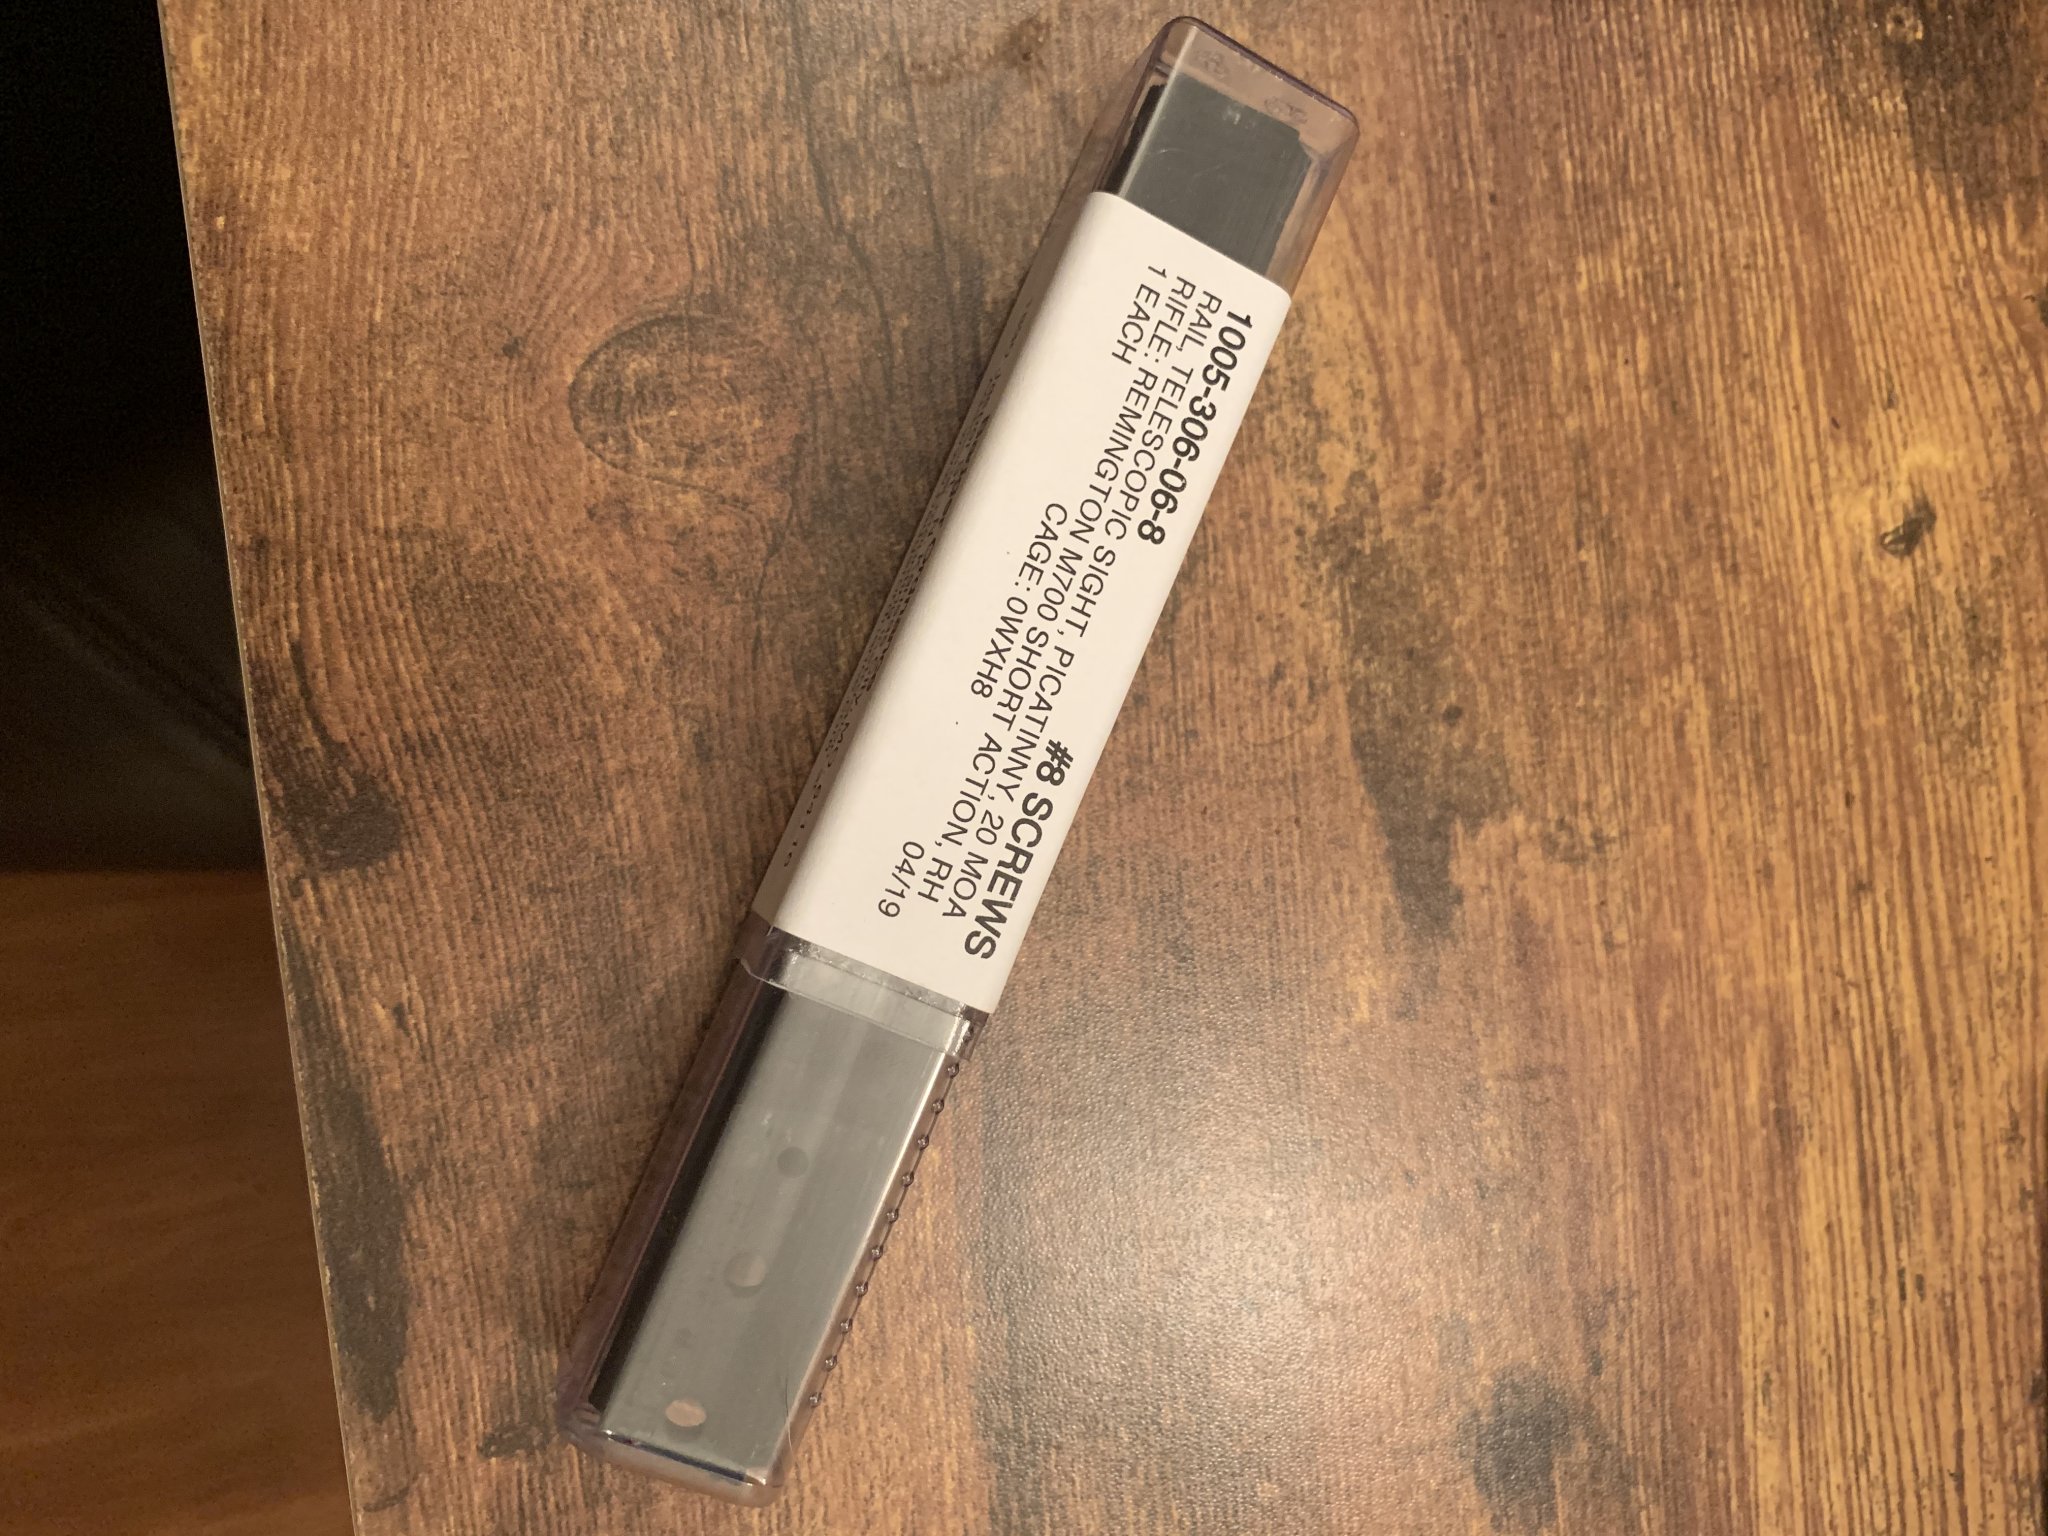 1005-306-06-8 #8 SCREWS
RAIL, TELESCOPIC SIGHT, PICATINNY, 20 MOA
RIFLE: REMINGTON M700 SHORT ACTION, RH
1 EACH CAGE: 0WXH8 04/19